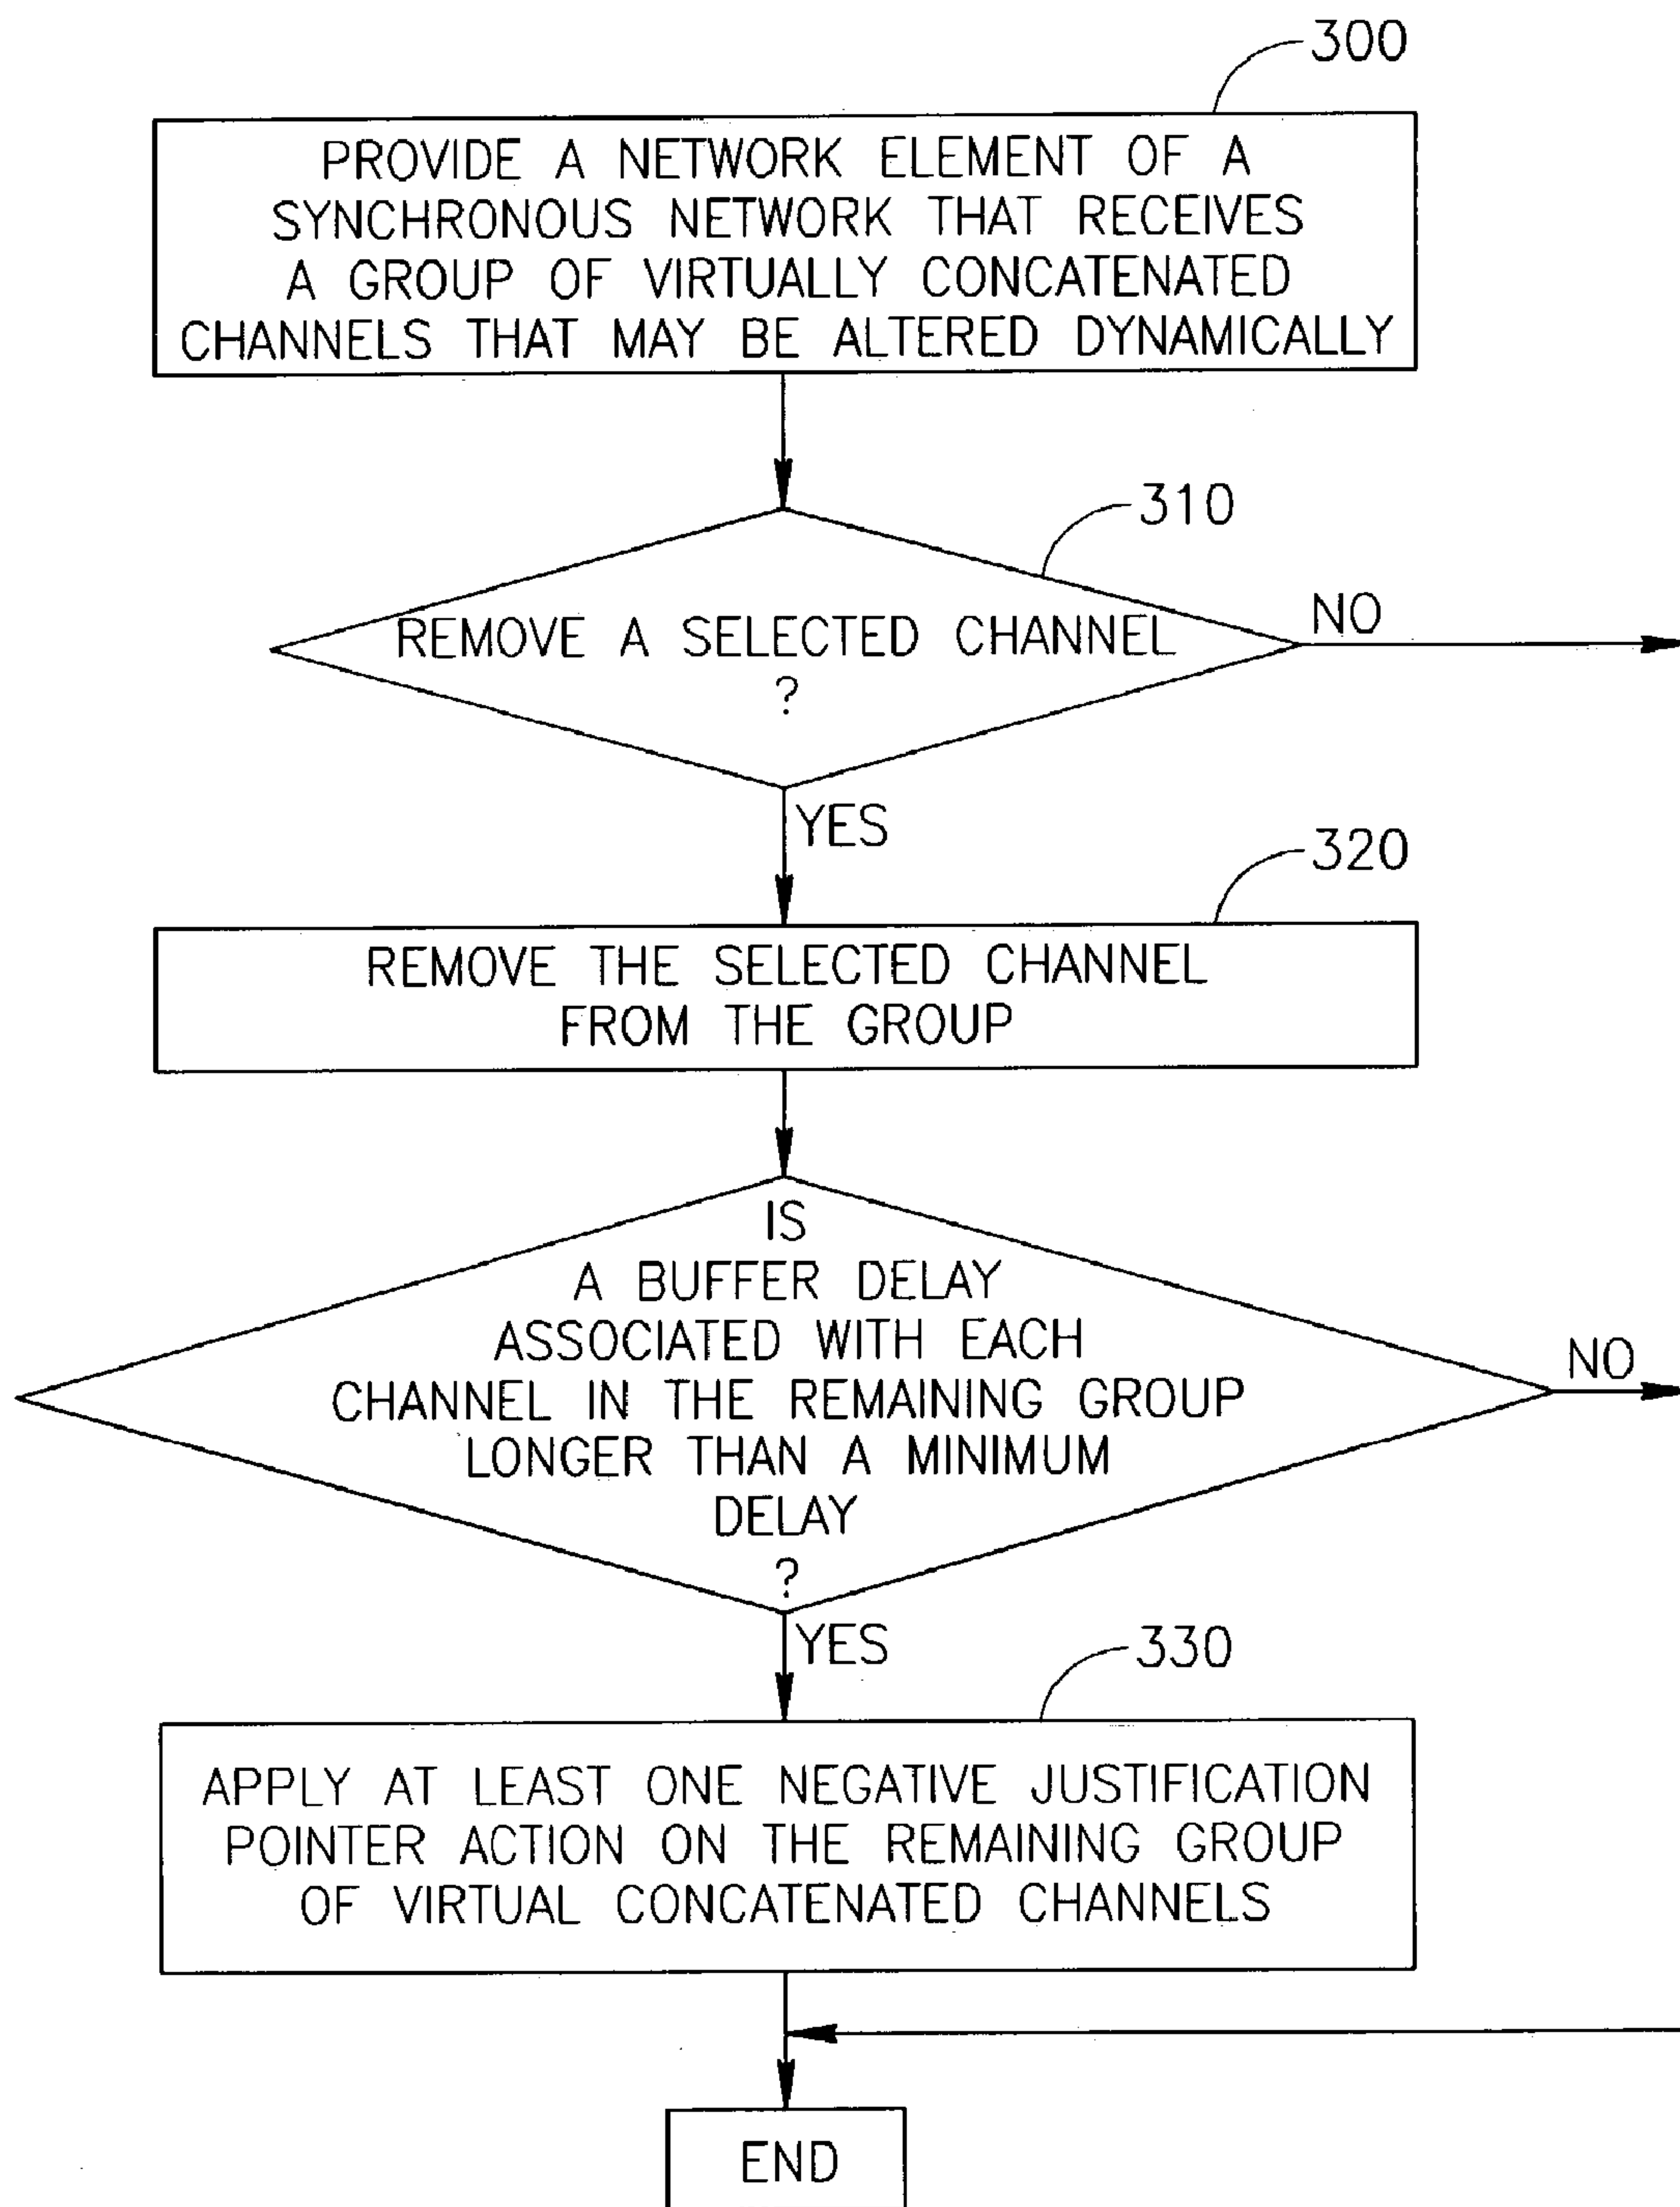 300
PROVIDE A NETWORK ELEMENT OF A
SYNCHRONOUS NETWORK THAT RECEIVES
A GROUP OF VIRTUALLY CONCATENATED
CHANNELS THAT MAY BE ALTERED DYNAMICALLY
310
REMOVE A SELECTED CHANNEL
?
NO
YES
320
REMOVE THE SELECTED CHANNEL
FROM THE GROUP
IS
A BUFFER DELAY
ASSOCIATED WITH EACH
CHANNEL IN THE REMAINING GROUP
LONGER THAN A MINIMUM
DELAY
?
NO
YES
330
APPLY AT LEAST ONE NEGATIVE JUSTIFICATION
POINTER ACTION ON THE REMAINING GROUP
OF VIRTUAL CONCATENATED CHANNELS
END